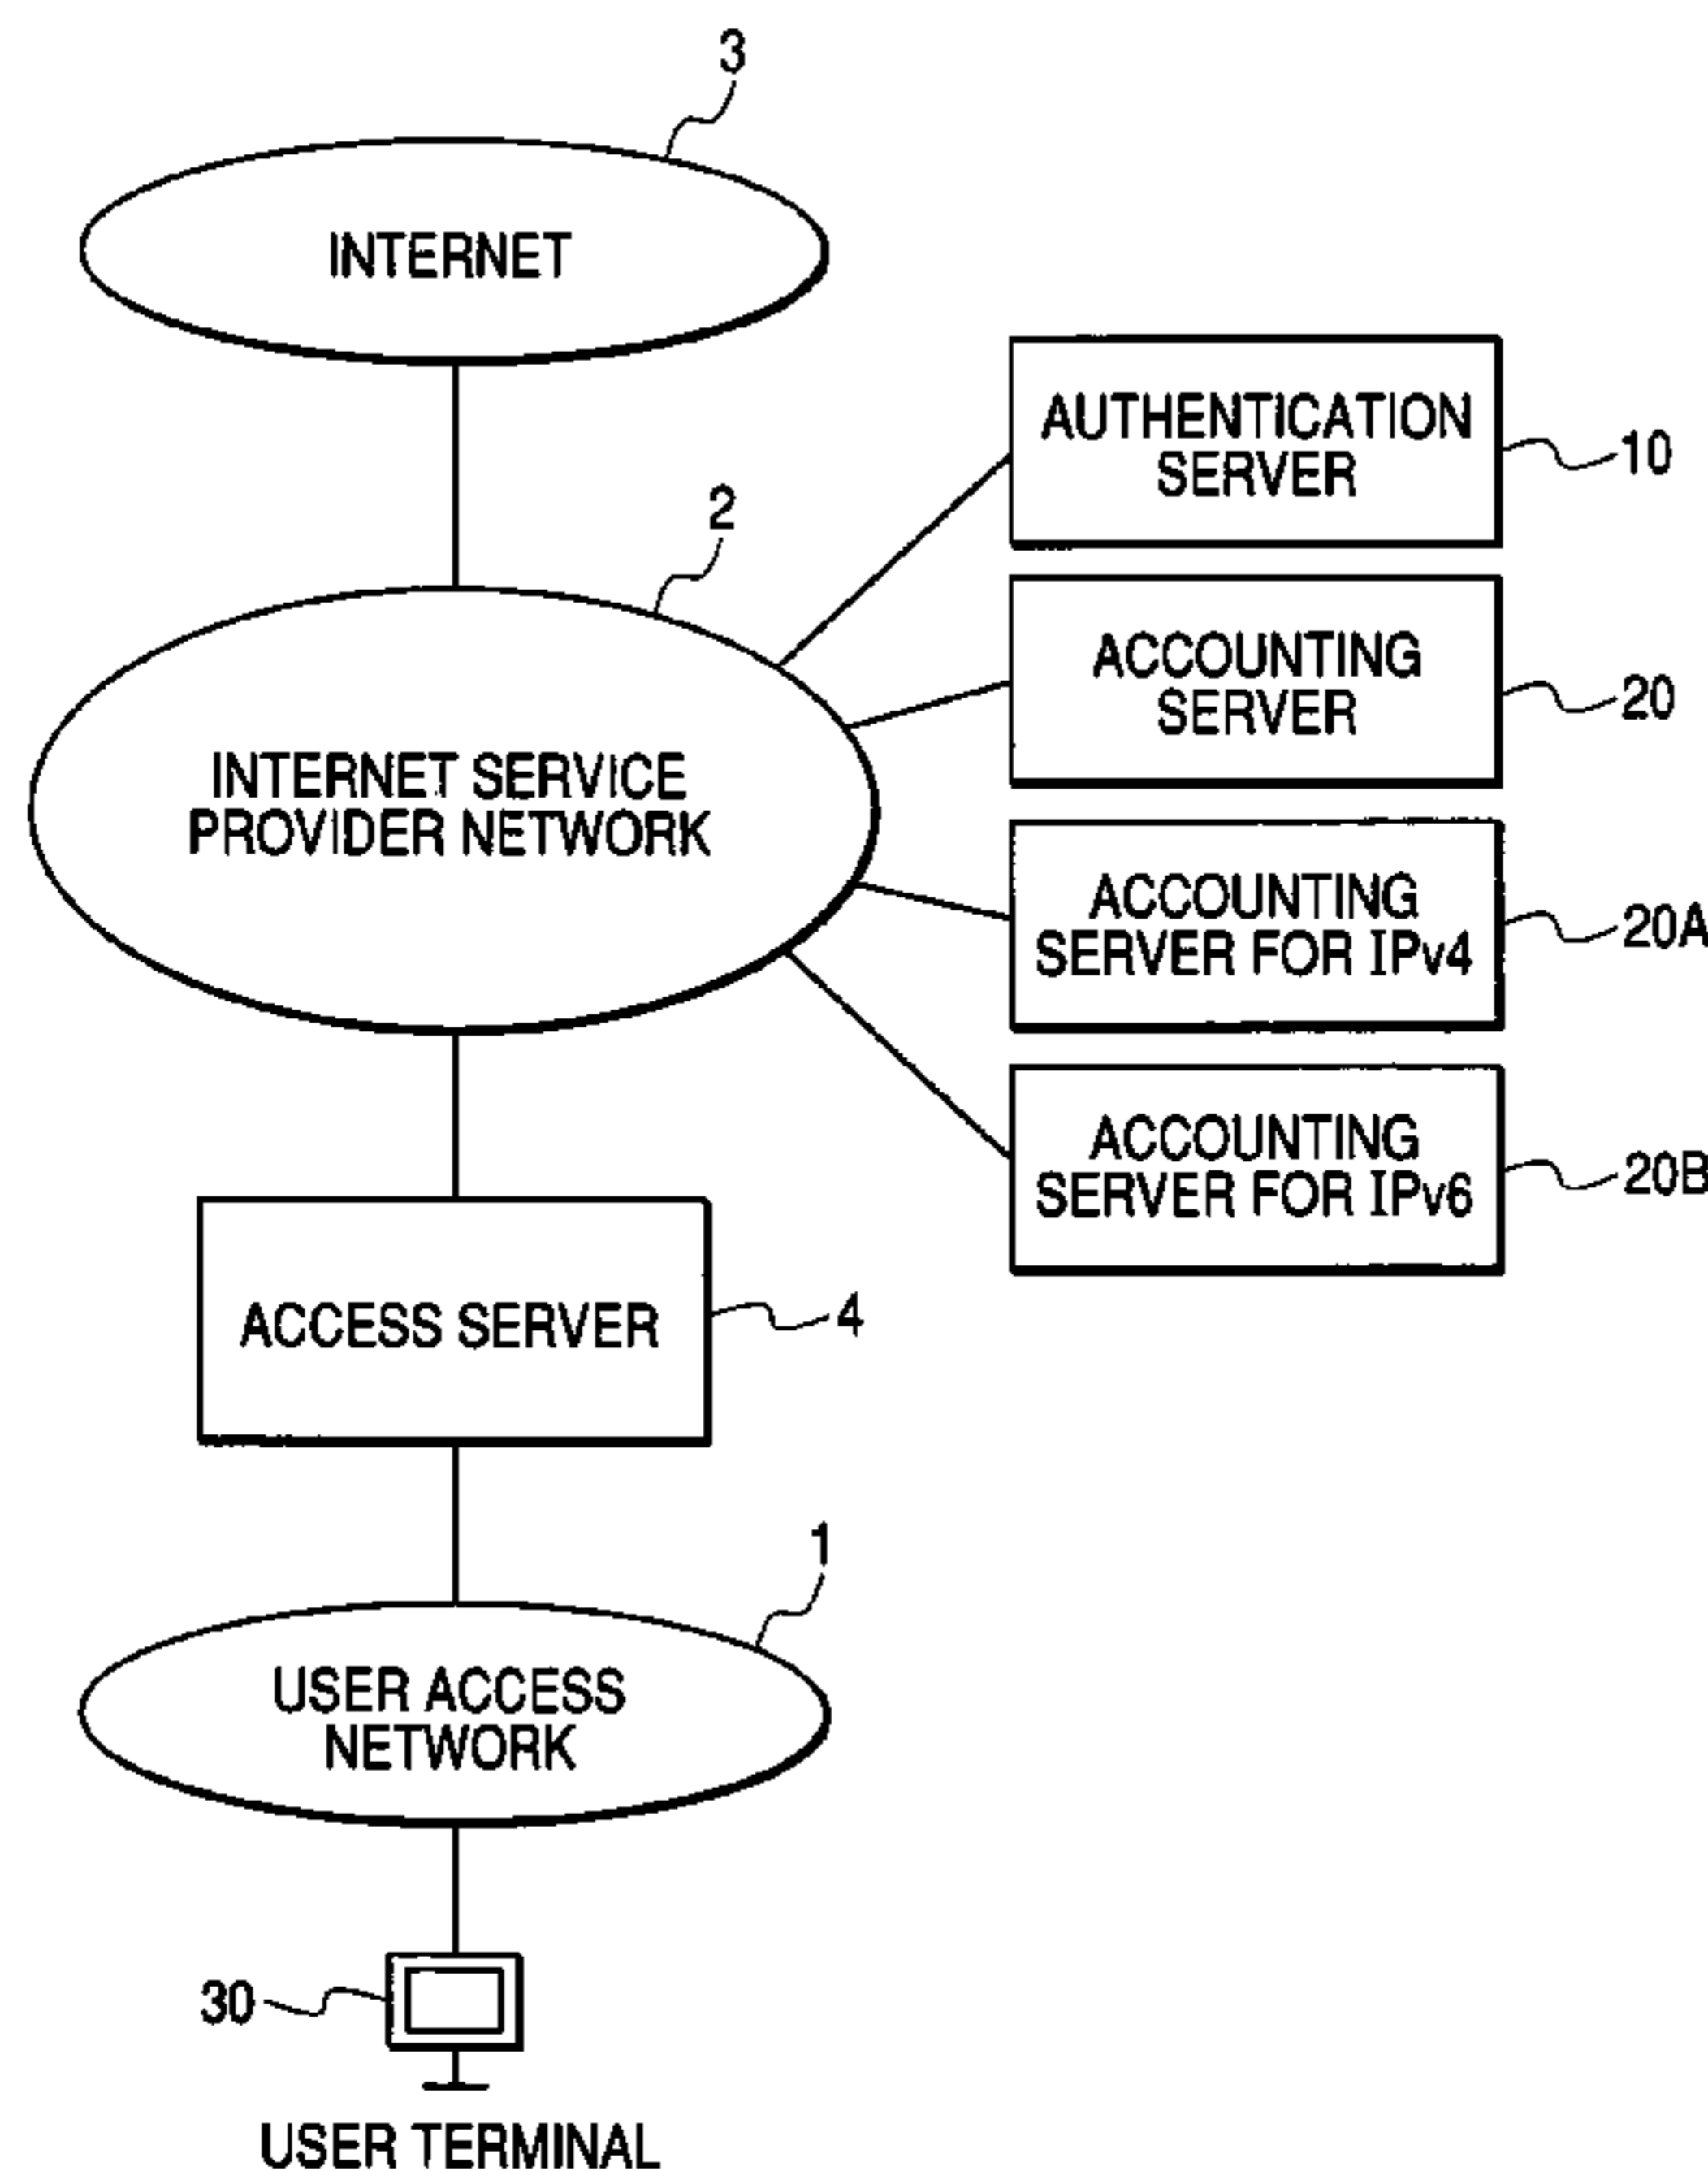 3
INTERNET
AUTHENTICATION
SERVER
10
2
ACCOUNTING
SERVER
20
INTERNET SERVICE
PROVIDER NETWORK
ACCOUNTING
SERVER FOR IPv4
20A
ACCOUNTING
SERVER FOR IPv6
20B
ACCESS SERVER
4
1
USER ACCESS
NETWORK
30
USER TERMINAL